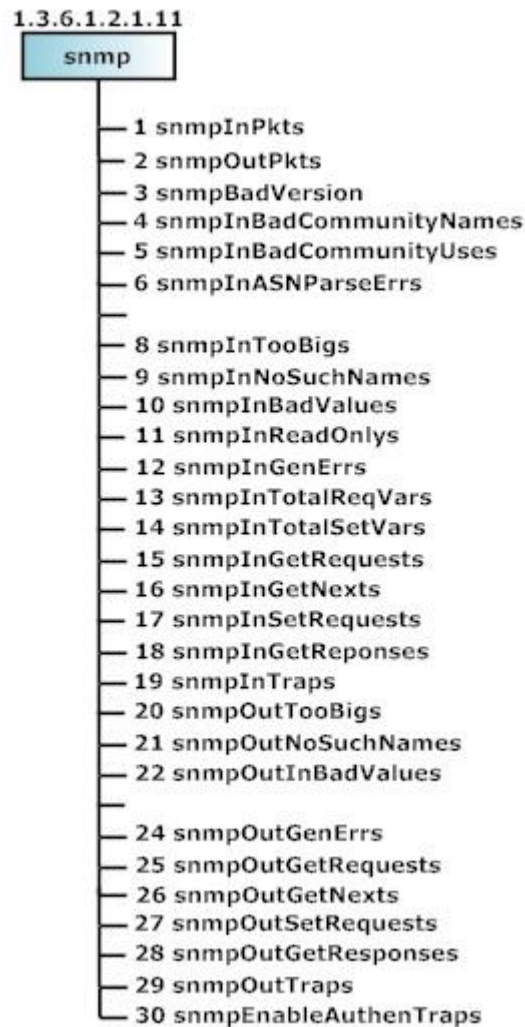 1.3.6.1.2.1.11
snmp
1 snmpInPkts
2 snmpOutPkts
3 snmpBadVersion
4 snmpInBadCommunityNames
5 snmpInBadCommunityUses
6 snmpInASNParseErrs
8 snmpInTooBigs
9 snmpInNoSuchNames
10 snmpInBadValues
11 snmpInReadOnlys
12 snmpInGenErrs
13 snmpInTotalReqVars
14 snmpInTotalSetVars
15 snmpInGetRequests
16 snmpInGetNexts
17 snmpInSetRequests
18 snmpInGetReponses
19 snmpInTraps
20 snmpOutTooBigs
21 snmpOutNoSuchNames
22 snmpOutInBadValues
24 snmpOutGenErrs
25 snmpOutGetRequests
26 snmpOutGetNexts
27 snmpOutSetRequests
28 snmpOutGetResponses
29 snmpOutTraps
30 snmpEnableAuthenTraps